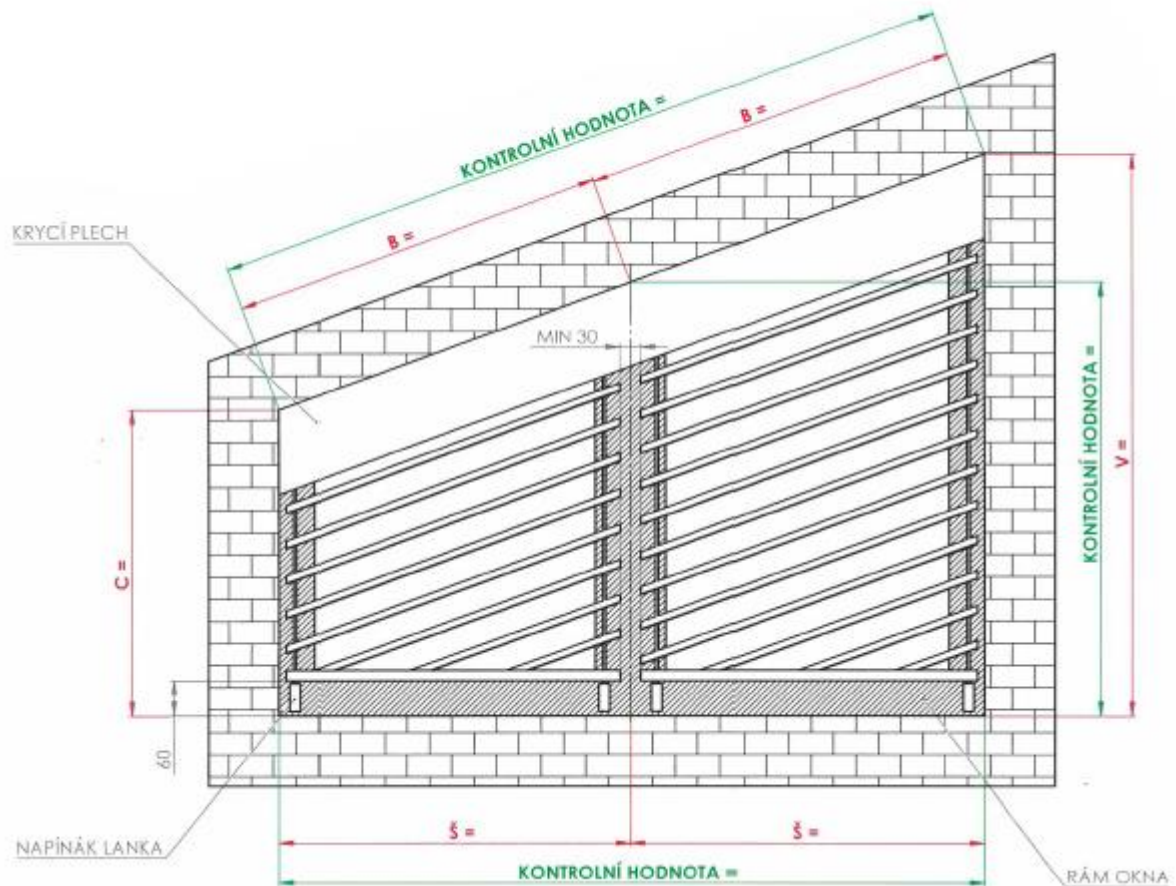 KONTROLNÍ HODNOTA =
B =
B =
KRYCÍ PLECH
MIN 30
KONTROLNÍ HODNOTA =
V =
C =
60
Š =
Š =
NAPÍNÁK LANKA
KONTROLNÍ HODNOTA =
RÁM OKNA